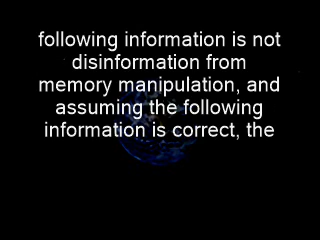 following information is not
disinformation from
memory manipulation, and
assuming the following
information is correct, the